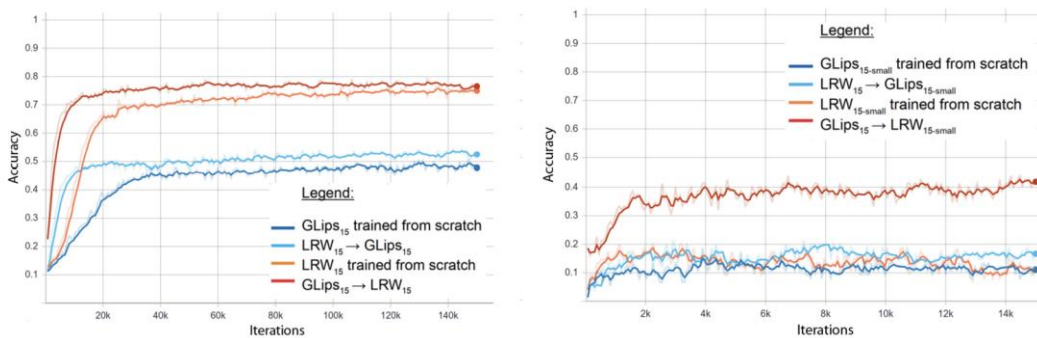 1
0.9
0.8
0.7
0.6
0.5
0.4
0.3
0.2
0.1
Accuracy
20k
40k
60k
80k
100k
120k
140k
Iterations
Legend:
GLips15 trained from scratch
LRW15 → GLips15
LRW15 trained from scratch
GLips15 → LRW15
1
0.9
0.8
0.7
0.6
0.5
0.4
0.3
0.2
0.1
Accuracy
2k
4k
6k
8k
10k
12k
14k
Iterations
Legend:
GLips15-small trained from scratch
LRW15 → GLips15-small
LRW15-small trained from scratch
GLips15 → LRW15-small